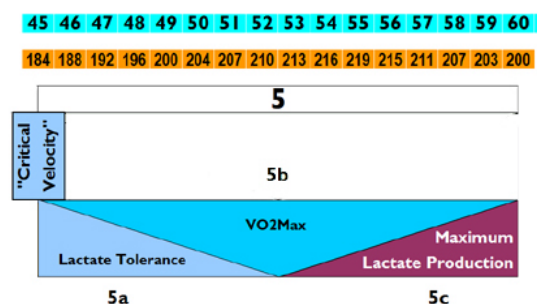 45 46 47 48 49 50 51 52 53 54 55 56 57 58 59 60
184 188 192 196 200 204 207 210 213 216 219 215 211 207 203 200
5
"Critical
Velocity"
5b
VO2Max
Lactate Tolerance
Maximum
Lactate Production
5a 5c